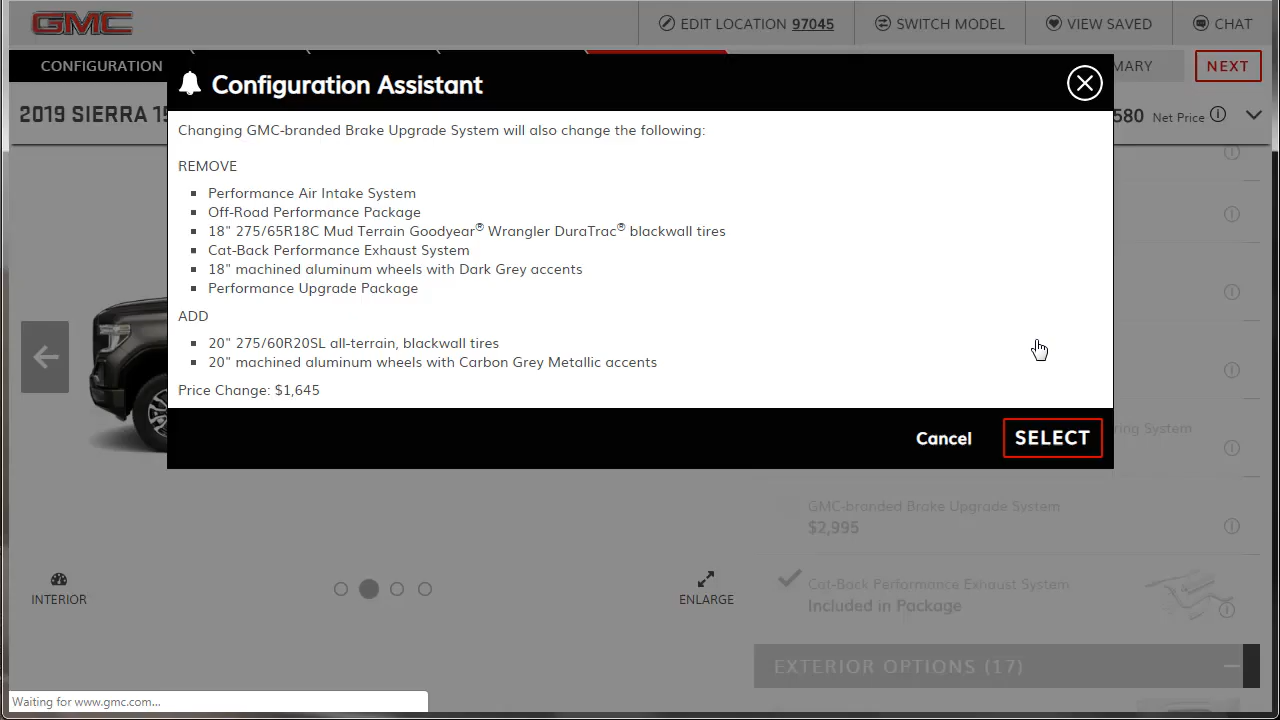 GMC
EDIT LOCATION 97045
SWITCH MODEL
VIEW SAVED
CHAT
CONFIGURATION
MARY
NEXT
2019 SIERRA 15
580 Net Price
Configuration Assistant
Changing GMC-branded Brake Upgrade System will also change the following:
REMOVE
Performance Air Intake System
Off-Road Performance Package
18" 275/65R18C Mud Terrain Goodyear® Wrangler DuraTrac® blackwall tires
Cat-Back Performance Exhaust System
18" machined aluminum wheels with Dark Grey accents
Performance Upgrade Package
ADD
20" 275/60R20SL all-terrain, blackwall tires
20" machined aluminum wheels with Carbon Grey Metallic accents
Price Change: $1,645
Cancel
SELECT
ring System
GMC-branded Brake Upgrade System
$2,995
Cat-Back Performance Exhaust System
Included in Package
INTERIOR
ENLARGE
EXTERIOR OPTIONS (17)
Waiting for www.gmc.com...